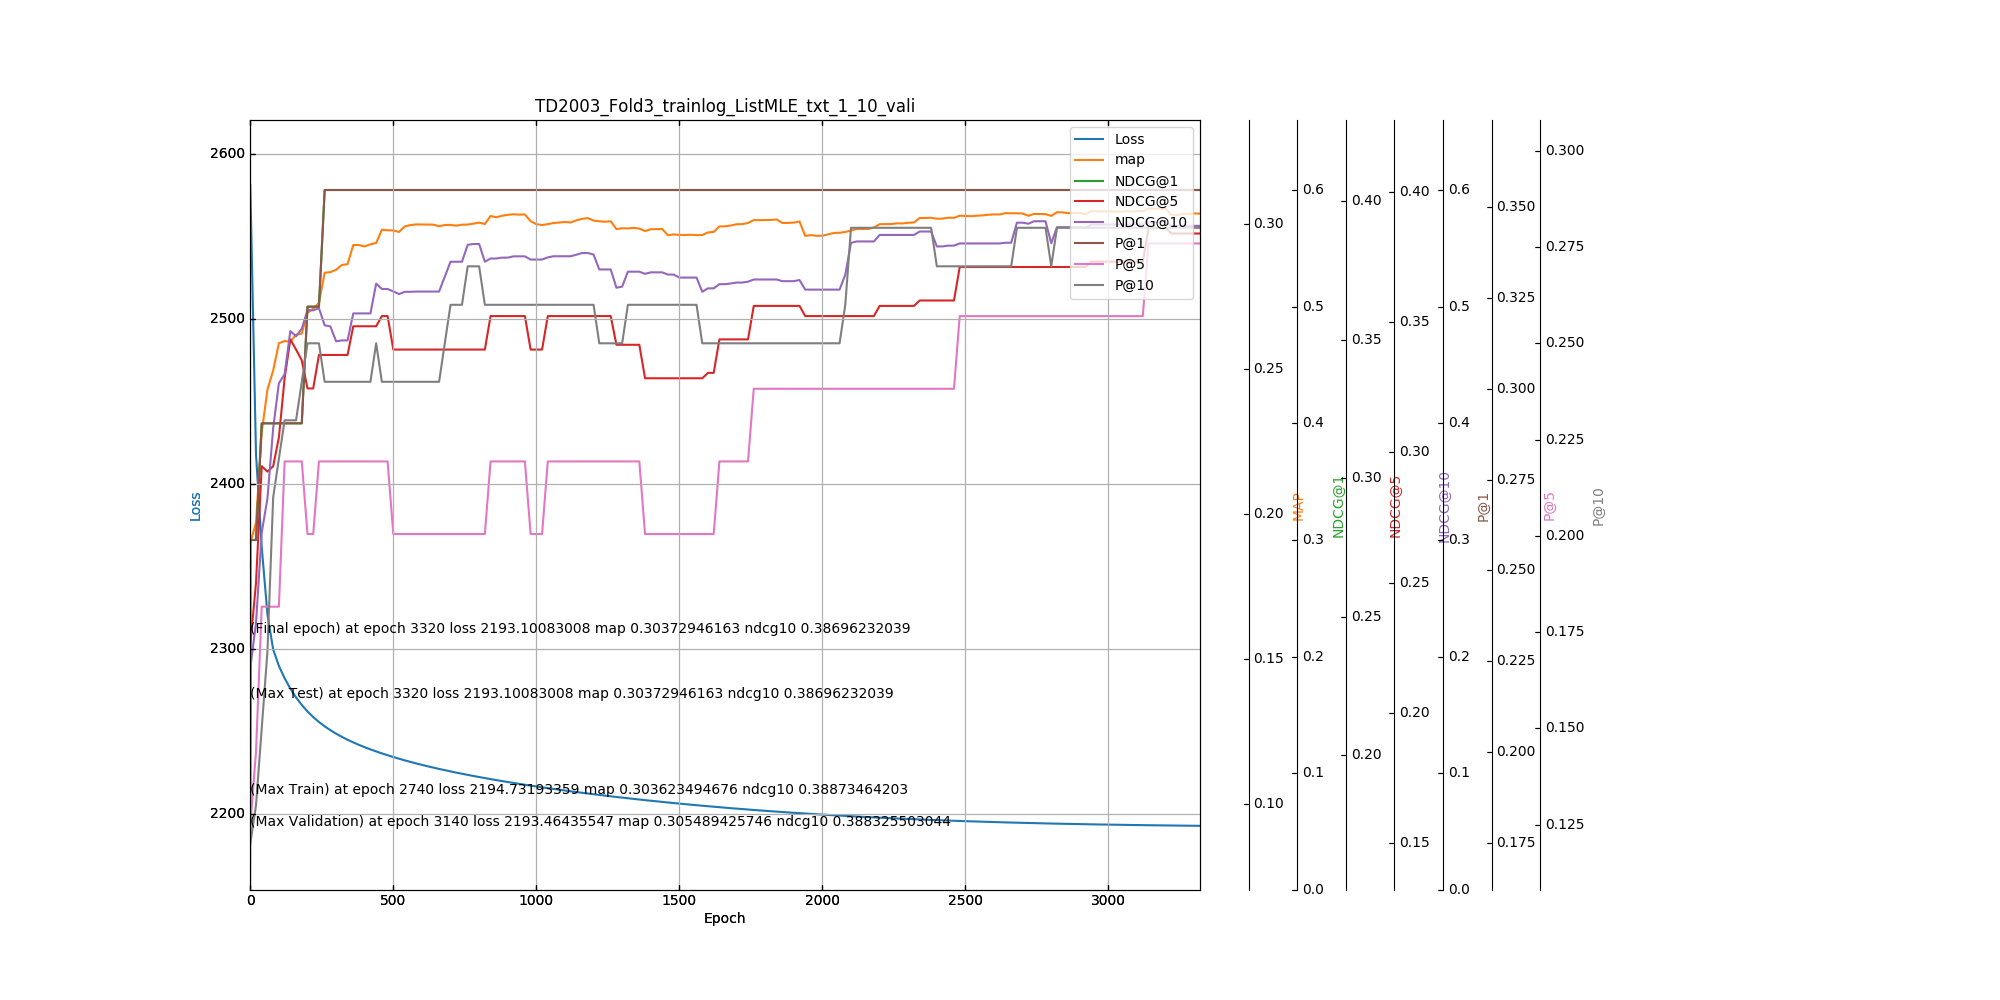 TD2003_Fold3_trainlog_ListMLE_txt_1_10_vali
Loss
2600
2500
2400
2300
2200
0 500 1000 1500 2000 2500 3000
Epoch
Loss
map
NDCG@1
NDCG@5
NDCG@10
P@1
P@5
P@10
(Final epoch) at epoch 3320 loss 2193.10083008 map 0.30372946163 ndcg10 0.38696232039
(Max Test) at epoch 3320 loss 2193.10083008 map 0.30372946163 ndcg10 0.38696232039
(Max Train) at epoch 2740 loss 2194.73193359 map 0.303623494676 ndcg10 0.38873464203
(Max Validation) at epoch 3140 loss 2193.46435547 map 0.305489425746 ndcg10 0.388325503044
0.30
0.25
0.20
0.15
0.10
MAP
0.6
0.5
0.4
0.3
0.2
0.1
0.0
NDCG@1
0.40
0.35
0.30
0.25
0.20
NDCG@5
0.40
0.35
0.30
0.25
0.20
0.15
NDCG@10
0.6
0.5
0.4
0.3
0.2
0.1
0.0
P@1
0.350
0.325
0.300
0.275
0.250
0.225
0.200
0.175
P@5
0.300
0.275
0.250
0.225
0.200
0.175
0.150
0.125
P@10